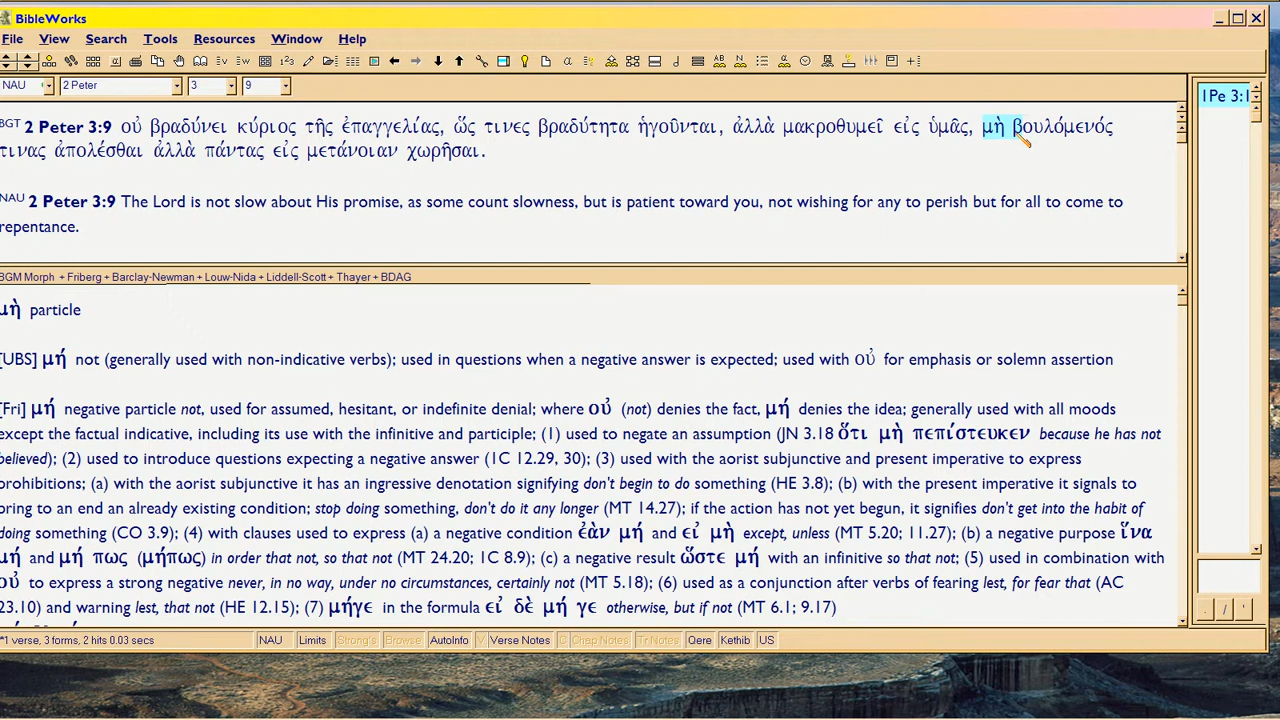 BibleWorks
File View Search Tools Resources Window Help
NAU 2 Peter 3 9
BGT 2 Peter 3:9 οὐ βραδύνει κύριος τῆς ἐπαγγελίας, ὥς τινες βραδύτητα ἡγοῦνται, ἀλλὰ μακροθυμεῖ εἰς ὑμᾶς, μὴ βουλόμενός
τινας ἀπολέσθαι ἀλλὰ πάντας εἰς μετάνοιαν χωρῆσαι.
NAU 2 Peter 3:9 The Lord is not slow about His promise, as some count slowness, but is patient toward you, not wishing for any to perish but for all to come to
repentance.
1Pe 3:1
BGM Morph + Friberg + Barclay-Newman + Louw-Nida + Liddell-Scott + Thayer + BDAG
μὴ particle
[UBS] μή not (generally used with non-indicative verbs); used in questions when a negative answer is expected; used with οὐ for emphasis or solemn assertion
[Fri] μή negative particle not, used for assumed, hesitant, or indefinite denial; where οὐ (not) denies the fact, μή denies the idea; generally used with all moods
except the factual indicative, including its use with the infinitive and participle; (1) used to negate an assumption (JN 3.18 ὅτι μὴ πεπίστευκεν because he has not
believed); (2) used to introduce questions expecting a negative answer (1C 12.29, 30); (3) used with the aorist subjunctive and present imperative to express
prohibitions; (a) with the aorist subjunctive it has an ingressive denotation signifying don't begin to do something (HE 3.8); (b) with the present imperative it signals to
bring to an end an already existing condition; stop doing something, don't do it any longer (MT 14.27); if the action has not yet begun, it signifies don't get into the habit of
doing something (CO 3.9); (4) with clauses used to express (a) a negative condition ἐὰν μή and εἰ μὴ except, unless (MT 5.20; 11.27); (b) a negative purpose ἵνα
μή and μή πως (μήπως) in order that not, so that not (MT 24.20; 1C 8.9); (c) a negative result ὥστε μή with an infinitive so that not; (5) used in combination with
οὐ to express a strong negative never, in no way, under no circumstances, certainly not (MT 5.18); (6) used as a conjunction after verbs of fearing lest, for fear that (AC
23.10) and warning lest, that not (HE 12.15); (7) μήγε in the formula εἰ δὲ μή γε otherwise, but if not (MT 6.1; 9.17)
*1 verse, 3 forms, 2 hits 0.03 secs NAU Limits Strong's Browse AutoInfo V Verse Notes C Chap Notes Tr Notes Qere Kethib US